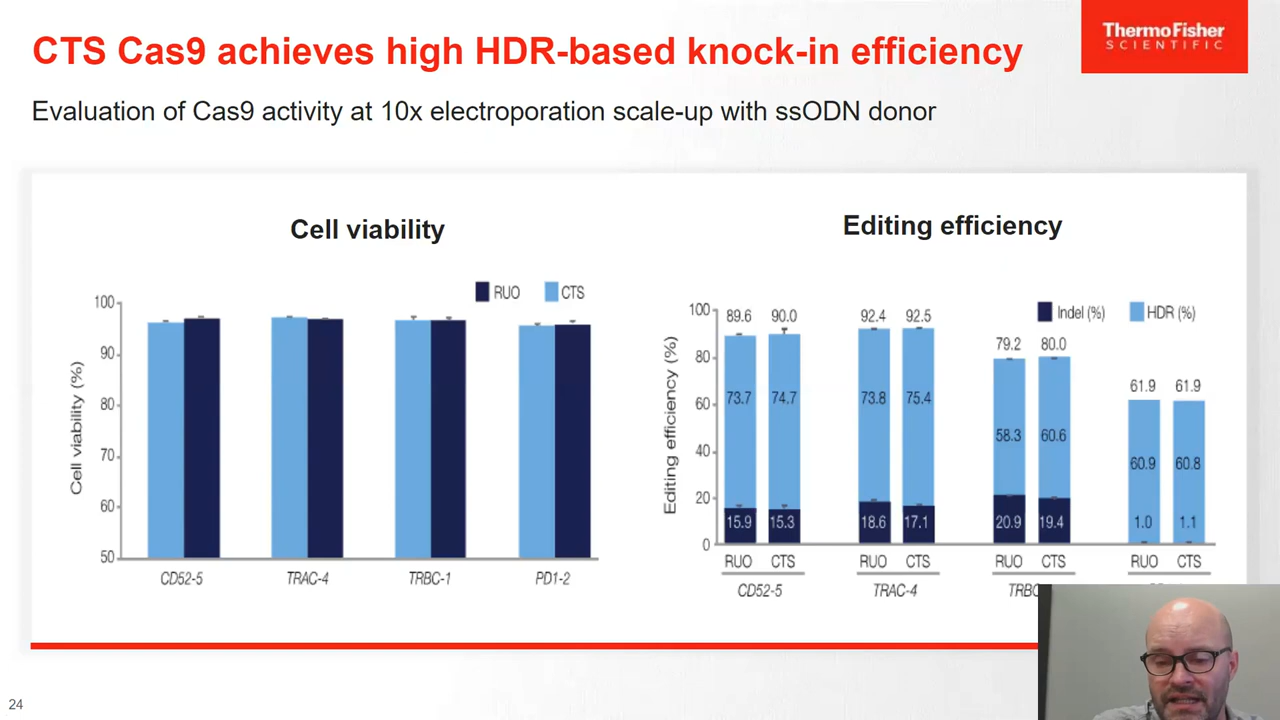 CTS Cas9 achieves high HDR-based knock-in efficiency
ThermoFisher
SCIENTIFIC
Evaluation of Cas9 activity at 10x electroporation scale-up with ssODN donor
Cell viability
RUO CTS
Cell viability (%)
100
90
80
70
60
50
CD52-5 TRAC-4 TRBC-1 PD1-2
Editing efficiency
Indel (%) HDR (%)
Editing efficiency (%)
100
80
60
40
20
0
89.6 90.0 92.4 92.5 79.2 80.0 61.9 61.9
73.7 74.7 73.8 75.4 58.3 60.6 60.9 60.8
15.9 15.3 18.6 17.1 20.9 19.4 1.0 1.1
RUO CTS RUO CTS RUO CTS RUO CTS
CD52-5 TRAC-4 TRBC
24